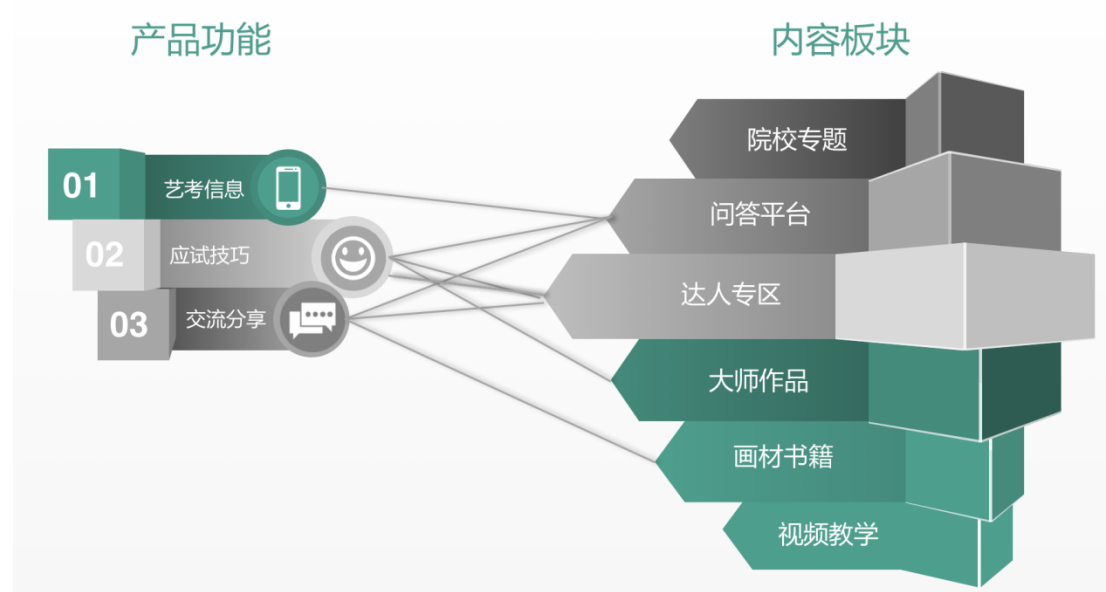 产品功能
内容板块
01
艺考信息
02
应试技巧
03
交流分享
院校专题
问答平台
达人专区
大师作品
画材书籍
视频教学